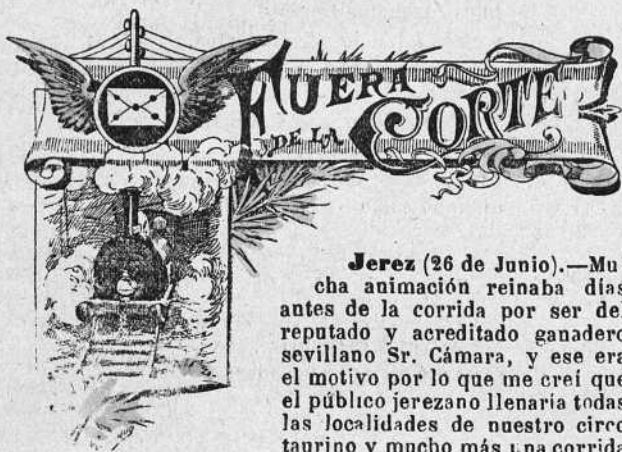 FUERA
DE LA CORTE
Jerez (26 de Junio).—Mu
cha animación reinaba días
antes de la corrida por ser del
reputado y acreditado ganadero
sevillano Sr. Cámara, y ese era
el motivo por lo que me creí que
el público jerezano llenaría todas
las localidades de nuestro circo
taurino y mucho más una corrida